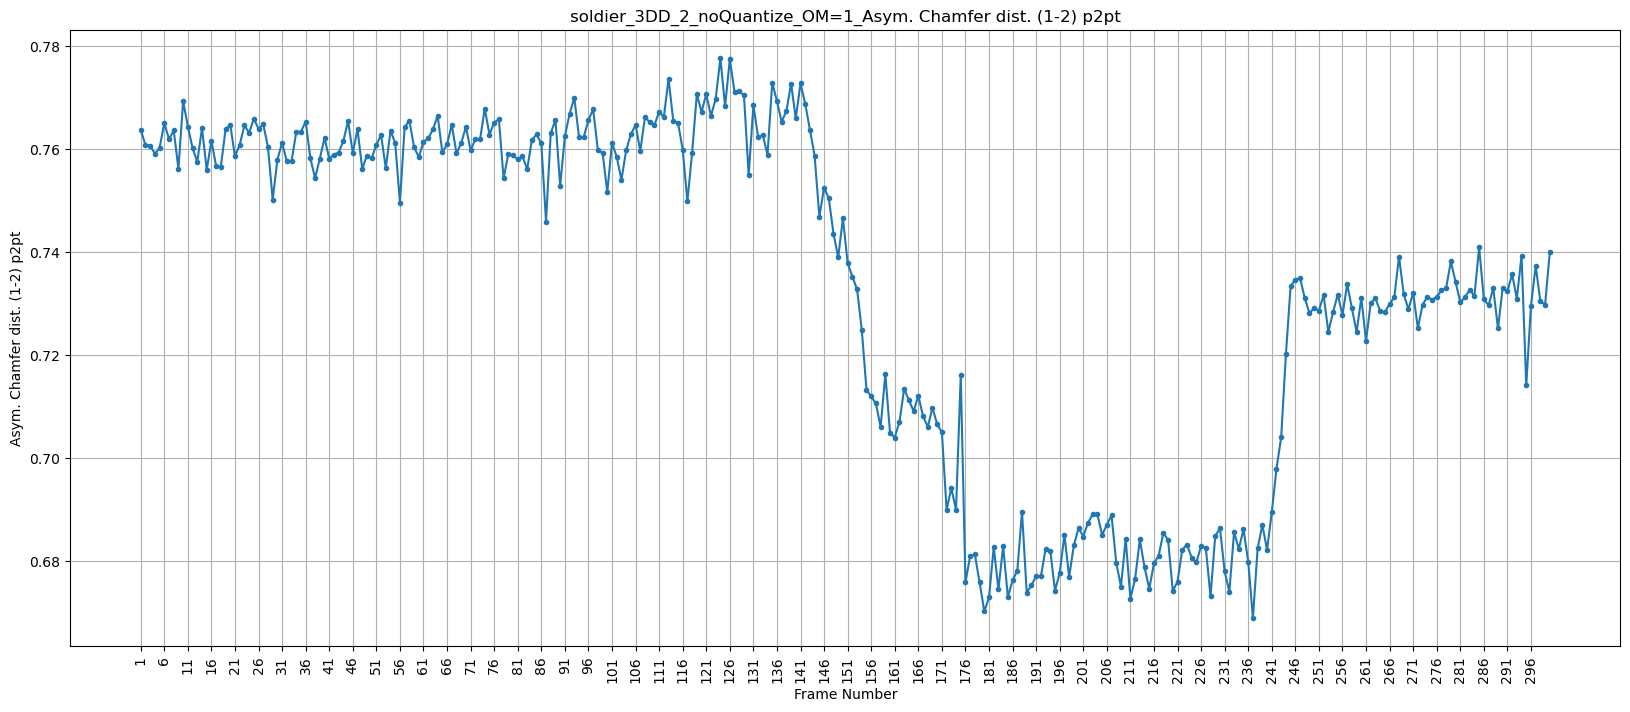 soldier_3DD_2_noQuantize_OM=1_Asym. Chamfer dist. (1-2) p2pt
Asym. Chamfer dist. (1-2) p2pt
0.78
0.76
0.74
0.72
0.70
0.68
1 6 11 16 21 26 31 36 41 46 51 56 61 66 71 76 81 86 91 96 101 106 111 116 121 126 131 136 141 146 151 156 161 166 171 176 181 186 191 196 201 206 211 216 221 226 231 236 241 246 251 256 261 266 271 276 281 286 291 296
Frame Number